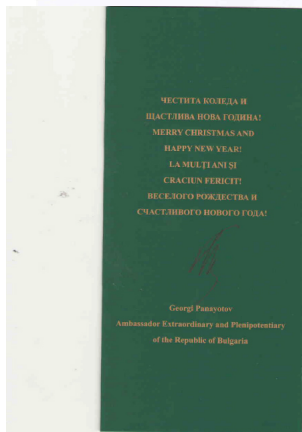 ЧЕСТИТА КОЛЕДА И
ЩАСТЛИВА НОВА ГОДИНА!
MERRY CHRISTMAS AND
HAPPY NEW YEAR!
LA MULȚI ANI ȘI
CRACIUN FERICIT!
ВЕСЕЛОГО РОЖДЕСТВА И
СЧАСТЛИВОГО НОВОГО ГОДА!
Georgi Panayotov
Ambassador Extraordinary and Plenipotentiary
of the Republic of Bulgaria